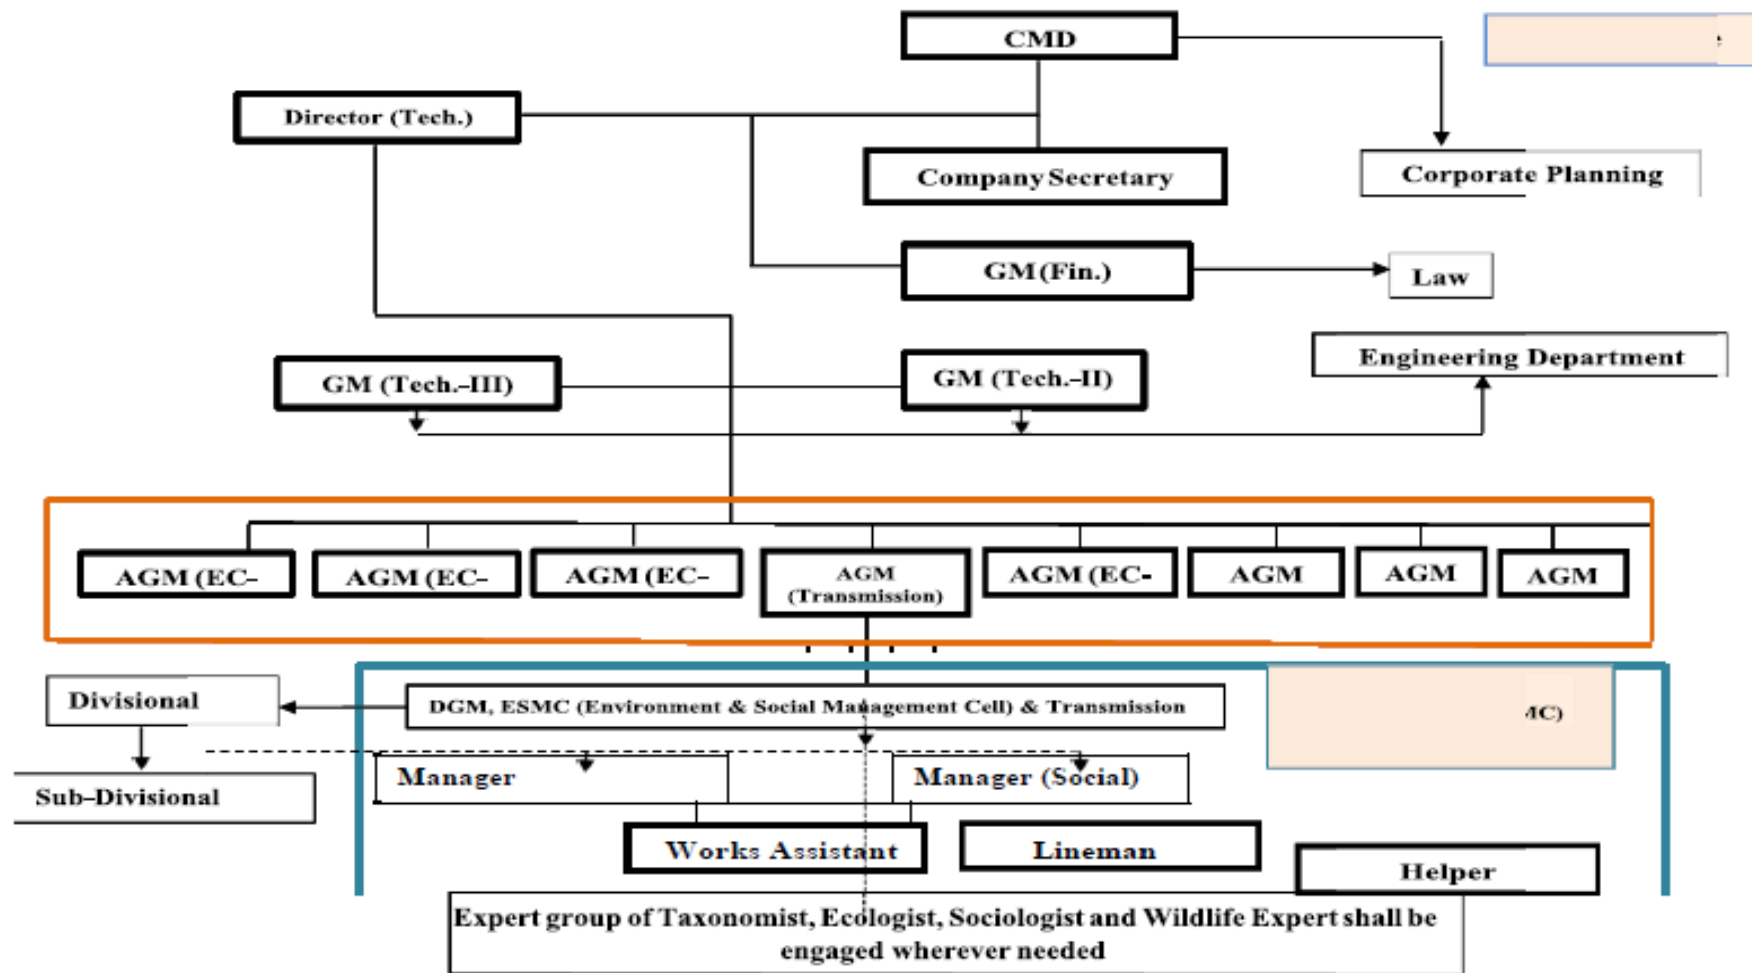 CMD
Director (Tech.)
Company Secretary
Corporate Planning
GM (Fin.)
Law
Engineering Department
GM (Tech.-III)
GM (Tech.-II)
AGM (EC-
AGM (EC-
AGM (EC-
AGM
(Transmission)
AGM (EC-
AGM
AGM
AGM
Divisional
DGM, ESMC (Environment & Social Management Cell) & Transmission
MC)
Manager
Manager (Social)
Sub-Divisional
Works Assistant
Lineman
Helper
Expert group of Taxonomist, Ecologist, Sociologist and Wildlife Expert shall be
engaged wherever needed